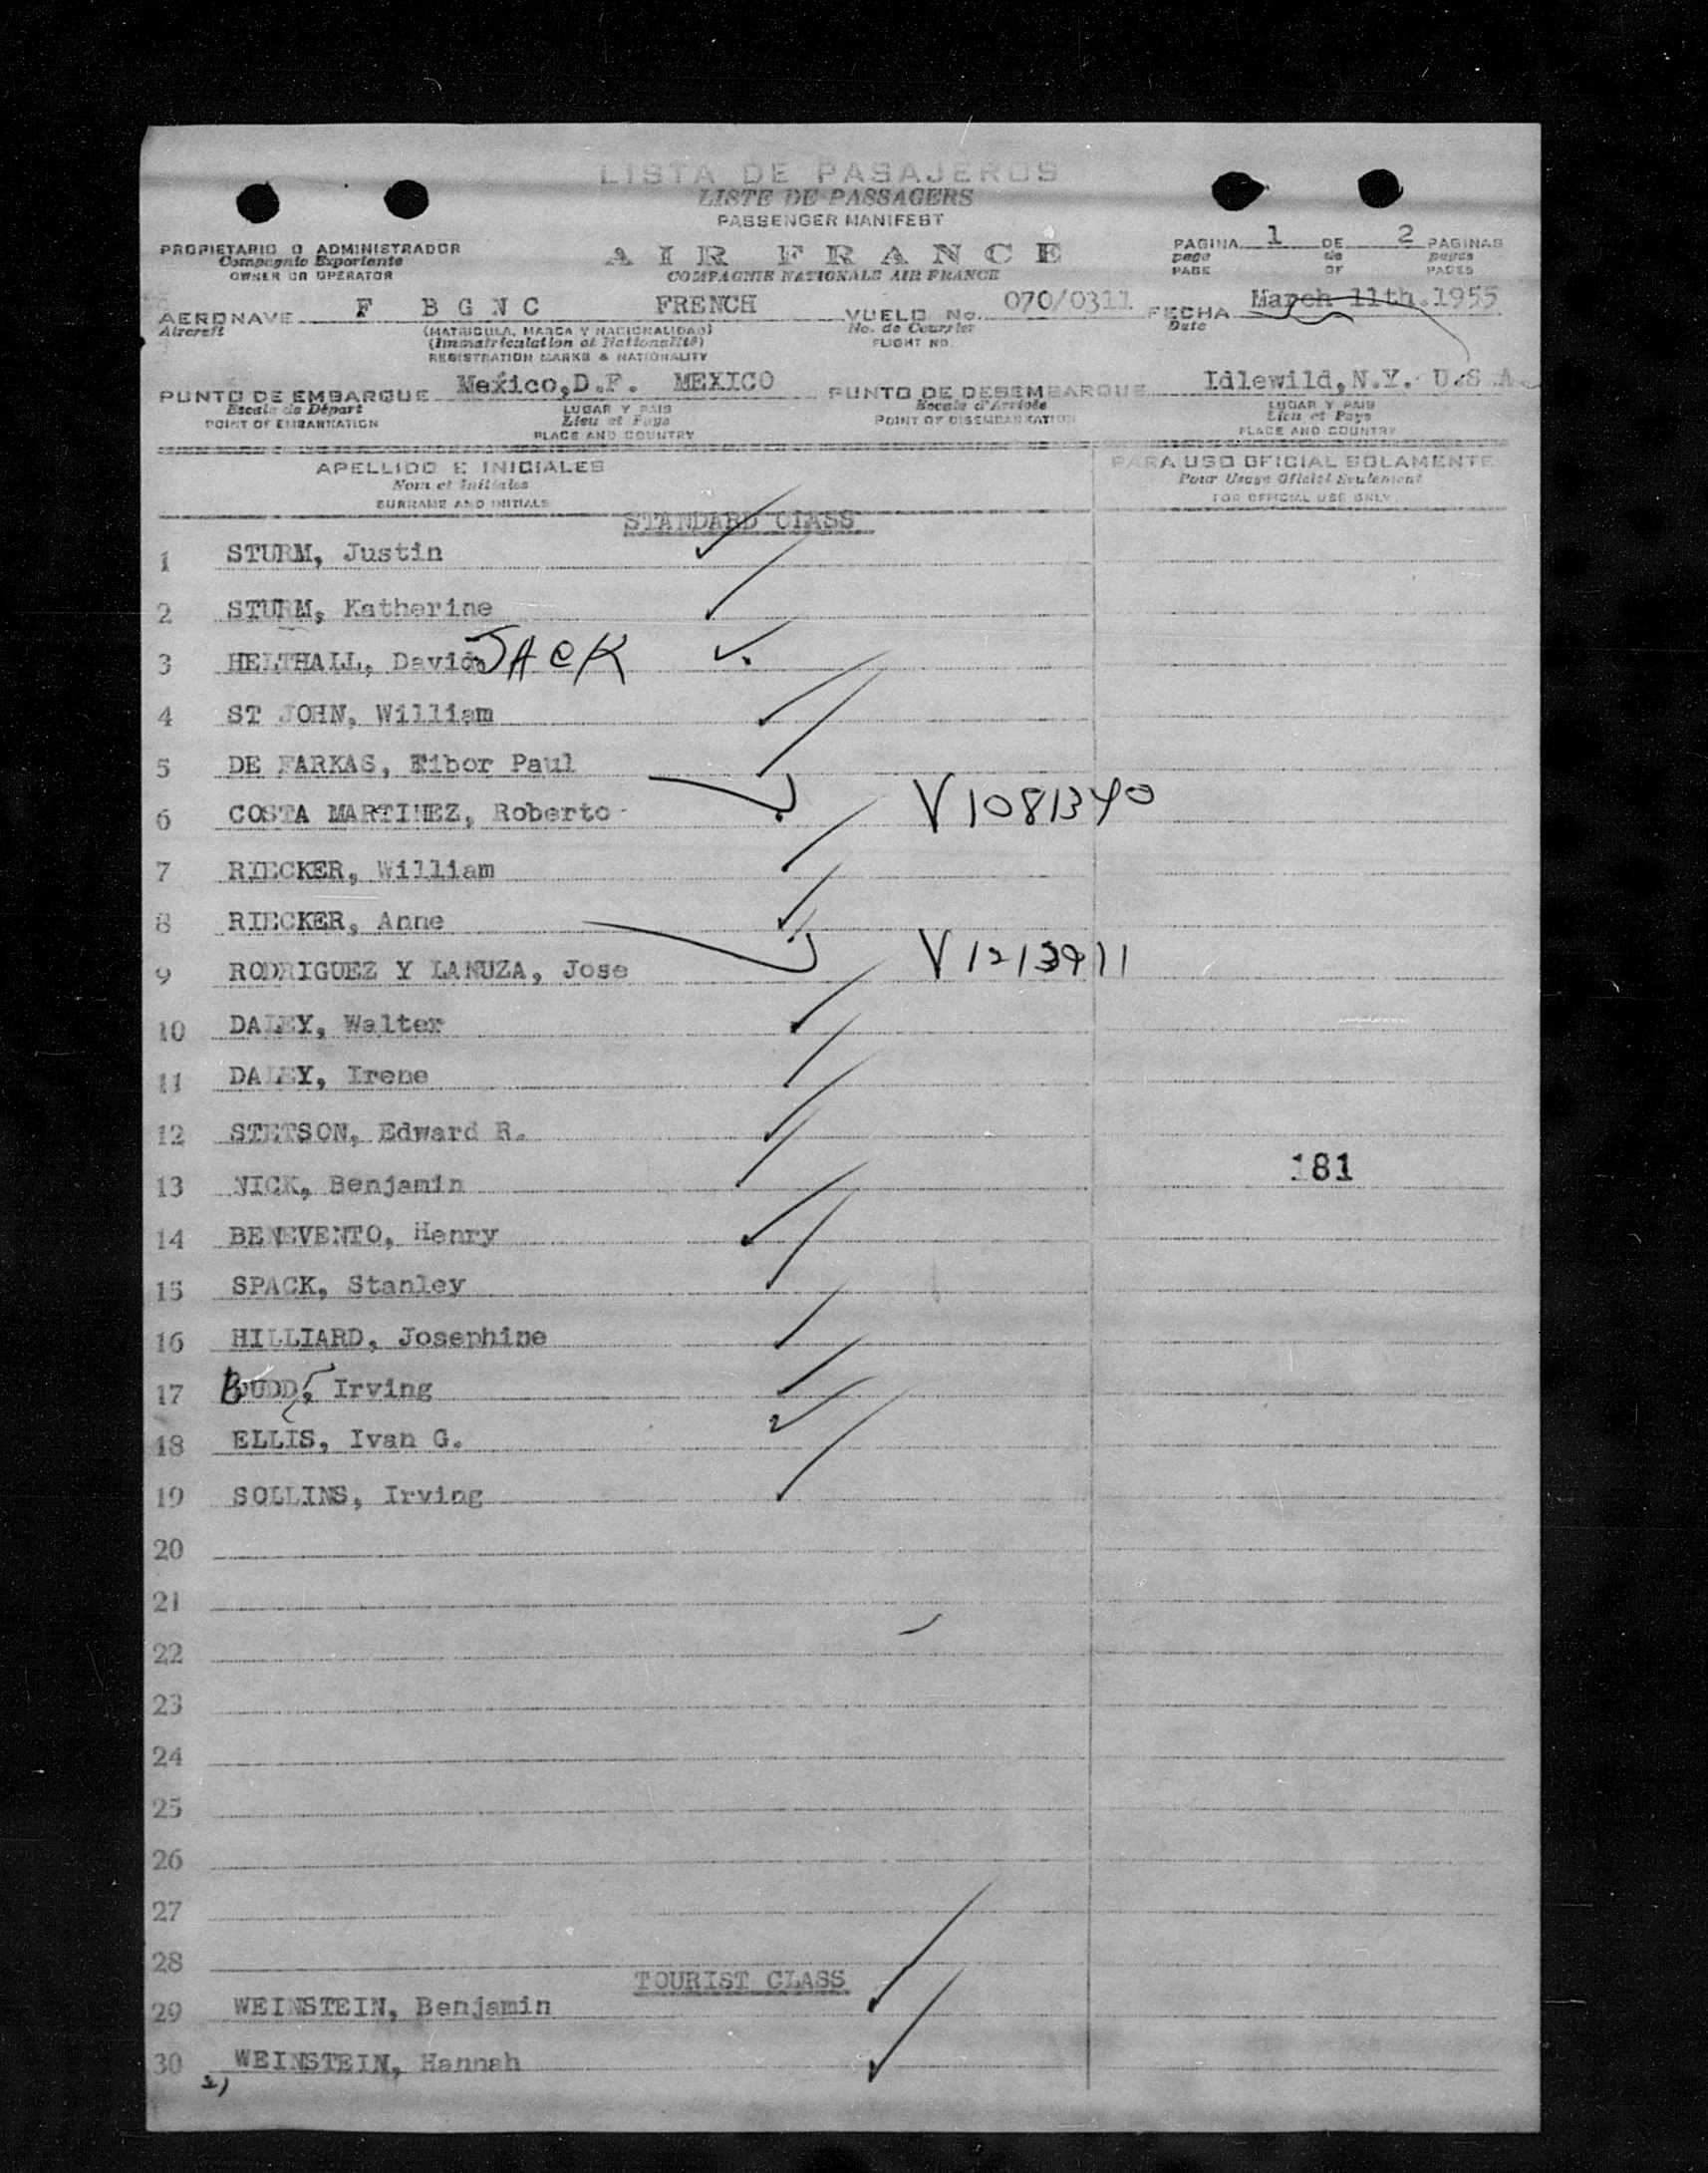 LISTA DE PASAJEROS
LISTE DE PASSAGERS
PASSENGER MANIFEST
PROPIETARIO O ADMINISTRADOR
Compagnie Exportante
OWNER OR OPERATOR
AIR FRANCE
COMPAGNIE NATIONALE AIR FRANCE
PAGINA 1 DE 2 PAGINAS
page de pages
PAGE OF PAGES
AERONAVE F B G N C FRENCH
Aircraft
(MATRICULA, MARCA Y NACIONALIDAD)
(Immatriculation et Nationalité)
REGISTRATION MARKS & NATIONALITY
VUELO No. 070/0311
No. de Courrier
FLIGHT NO.
FECHA March 11th.1955
Date
PUNTO DE EMBARQUE Mexico,D.F. MEXICO
Escale de Départ
POINT OF EMBARKATION
LUGAR Y PAIS
Lieu et Pays
PLACE AND COUNTRY
PUNTO DE DESEMBARQUE Idlewild,N.Y. U.S.A.
Escale d'Arrivée
POINT OF DISEMBARKATION
LUGAR Y PAIS
Lieu et Pays
PLACE AND COUNTRY
APELLIDO E INICIALES
Nom et Initiales
SURNAME AND INITIALS
PARA USO OFICIAL SOLAMENTE
Pour Usage Officiel Seulement
FOR OFFICIAL USE ONLY
STANDARD CLASS
1 STURM, Justin
2 STURM, Katherine
3 HELTHALL, David JACK
4 ST JOHN, William
5 DE FARKAS, Tibor Paul
6 COSTA MARTINEZ, Roberto V1081340
7 RIECKER, William
8 RIECKER, Anne
9 RODRIGUEZ Y LANUZA, Jose V1213911
10 DALEY, Walter
11 DALEY, Irene
12 STETSON, Edward R.
181
13 NICK, Benjamin
14 BENEVENTO, Henry
15 SPACK, Stanley
16 HILLIARD, Josephine
17 BUDD, Irving
18 ELLIS, Ivan G.
19 SOLLINS, Irving
20
21
22
23
24
25
26
27
28
TOURIST CLASS
29 WEINSTEIN, Benjamin
30 WEINSTEIN, Hannah